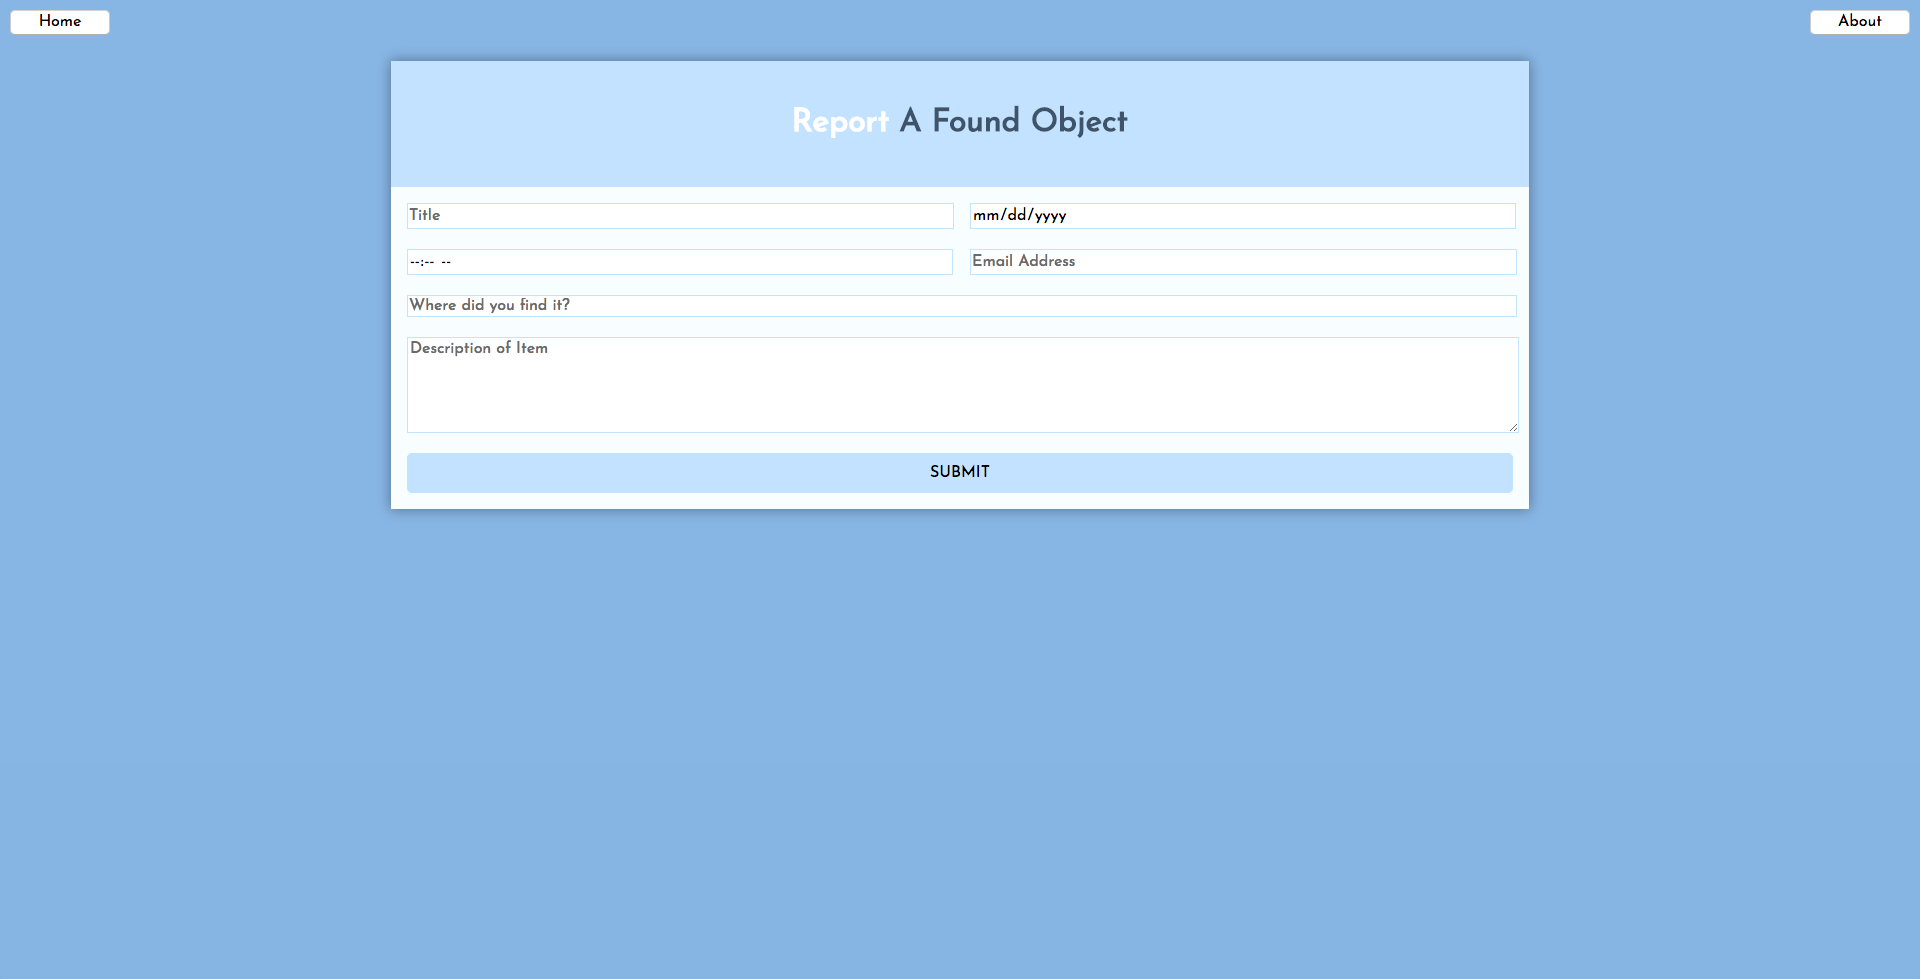 Home
About
Report A Found Object
Title
mm/dd/yyyy
--:-- --
Email Address
Where did you find it?
Description of Item
SUBMIT